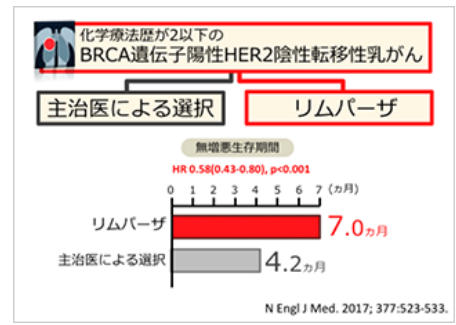 化学療法歴が2以下の
BRCA遺伝子陽性HER2陰性転移性乳がん
主治医による選択
リムパーザ
無増悪生存期間
HR 0.58(0.43-0.80), p<0.001
0 1 2 3 4 5 6 7 (ヵ月)
リムパーザ 7.0ヵ月
主治医による選択 4.2ヵ月
N Engl J Med. 2017; 377:523-533.